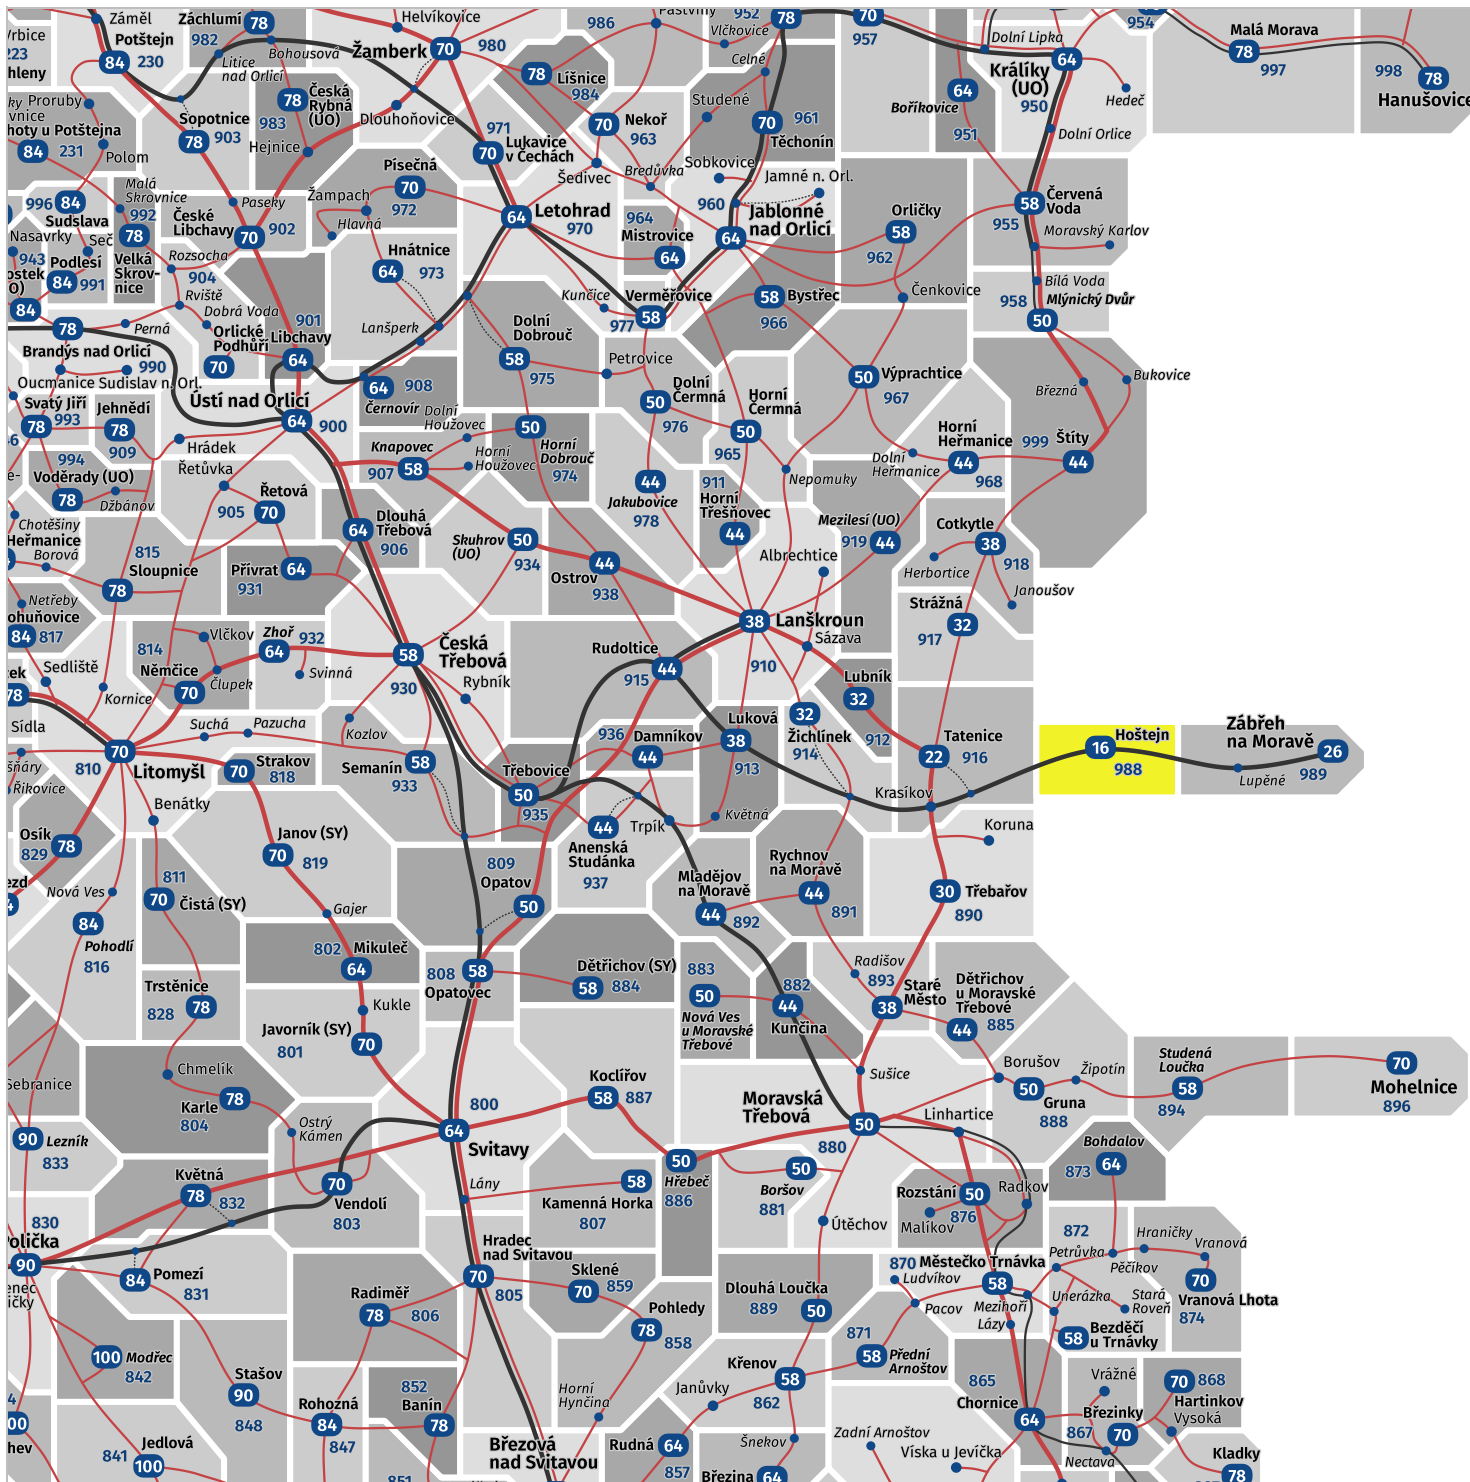 Záměl
Potštejn
84
230
Záchlumí
78
982
Litice
nad Orlicí
Bohousová
Helvíkovice
Žamberk
70
980
986
Pastviny
952
Vlčkovice
78
70
957
Celné
Dolní Lipka
954
Malá Morava
78
997
998
78
Hanušovice
Králíky
(UO)
64
950
Hedeč
Dolní Orlice
Boříkovice
64
951
Líšnice
78
984
Studené
70
961
Těchonín
Nekoř
70
963
Sobkovice
Bredůvka
Šedivec
971
70
Lukavice
v Čechách
Dlouhoňovice
Česká
Rybná
(UO)
78
983
Hejnice
Sopotnice
78
903
Proruby
hoty u Potštejna
84
231
Polom
Malá
Skrovnice
992
78
Velká
Skrov-
nice
996
84
Sudslava
Nasavrky
Seč
943
Podlesí
84
991
84
České
Libchavy
70
902
Paseky
Rozsocha
904
Rviště
Dobrá Voda
Písečná
70
972
Žampach
Hlavná
Hnátnice
64
973
Lanšperk
Letohrad
64
970
964
Mistrovice
64
960
Jamné n. Orl.
Jablonné
nad Orlicí
64
Orličky
58
962
Čenkovice
Červená
Voda
58
955
Moravský Karlov
Bílá Voda
958
Mlýnický Dvůr
50
Kunčice
Verměřovice
977
58
Bystřec
58
966
78
Perná
Brandýs nad Orlicí
990
Oucmanice
Sudislav n. Orl.
Orlické
Podhůří
70
901
Libchavy
64
Ústí nad Orlicí
64
900
64
908
Černovír
Dolní
Dobrouč
58
975
Petrovice
Dolní
Čermná
50
976
Horní
Čermná
50
965
Výprachtice
50
967
Bukovice
Březná
999
Štíty
44
Horní
Heřmanice
44
968
Dolní
Heřmanice
Nepomuky
Svatý Jiří
993
78
Jehnědí
78
909
Hrádek
994
Voděrady (UO)
78
Džbánov
Řetůvka
Řetová
70
905
Knapovec
58
907
Dolní
Houžovec
Horní
Houžovec
50
Horní
Dobrouč
974
44
Jakubovice
978
911
Horní
Třešňovec
44
Mezilesí (UO)
919
44
Cotkytle
38
918
Herbortice
Janoušov
Chotěšiny
Heřmanice
Borová
815
Sloupnice
78
Přívrat
64
931
Dlouhá
Třebová
64
906
Skuhrov
(UO)
50
934
44
Ostrov
938
Albrechtice
38
Lanškroun
Sázava
910
Strážná
32
917
Netřeby
ohuňovice
84
817
Sedliště
Kornice
814
Vlčkov
Němčice
70
Člupek
Zhoř
64
932
Svinná
58
Česká
Třebová
930
Rybník
Rudoltice
44
915
Lubník
32
912
Tatenice
22
916
Krasíkov
Hoštejn
16
988
Zábřeh
na Moravě
26
Lupěné
989
78
Sídla
70
810
Litomyšl
Suchá
Pazucha
Strakov
70
818
Kozlov
Semanín
58
933
Třebovice
50
935
936
Damníkov
44
Luková
38
913
32
Žichlínek
914
Květná
Trpík
44
Anenská
Studánka
937
Řikovice
Benátky
Osík
78
829
Janov (SY)
70
819
811
Čistá (SY)
70
Nová Ves
84
Pohodlí
816
Gajer
809
Opatov
50
Mladějov
na Moravě
44
892
Rychnov
na Moravě
44
891
Koruna
Třebařov
30
890
802
Mikuleč
64
Trstěnice
78
828
Kukle
Javorník (SY)
70
801
808
58
Opatovec
Dětřichov (SY)
58
884
883
50
Nová Ves
u Moravské
Třebové
882
44
Kunčina
Radišov
893
Staré
Město
38
Dětřichov
u Moravské
Třebové
44
885
Sebranice
Chmelík
78
Karle
804
Ostrý
Kámen
800
64
Svitavy
Koclířov
58
887
Sušice
Moravská
Třebová
50
880
Linhartice
Borušov
50
Gruna
888
Žipotín
Studená
Loučka
58
894
70
Mohelnice
896
90
Lezník
833
Květná
78
832
70
Vendolí
803
Lány
58
Kamenná Horka
807
50
Hřebeč
886
50
Boršov
881
Útěchov
Rozstání
50
876
Malíkov
Radkov
Bohdalov
64
873
830
Polička
90
84
Pomezí
831
Hradec
nad Svitavou
70
805
Sklené
70
859
Radiměř
78
806
Pohledy
78
858
Dlouhá Loučka
50
889
870
Městečko Trnávka
58
Ludvíkov
Pacov
Mezihoří
Lázy
872
Petrůvka
Hraničky
Vranová
Pěčíkov
70
Vranová Lhota
874
Unerázka
Stará
Roveň
58
Bezděčí
u Trnávky
871
58
Přední
Arnoštov
100
Modřec
842
Stašov
90
848
Rohozná
84
847
852
Banín
78
851
841
Jedlová
100
Horní
Hynčina
Březová
nad Svitavou
Křenov
58
862
Janůvky
Rudná
64
857
Šnekov
Březina
64
Zadní Arnoštov
Víska u Jevíčka
865
Chornice
64
867
Vrážné
Březinky
70
Nectava
70
868
Hartinkov
Vysoká
Kladky
78